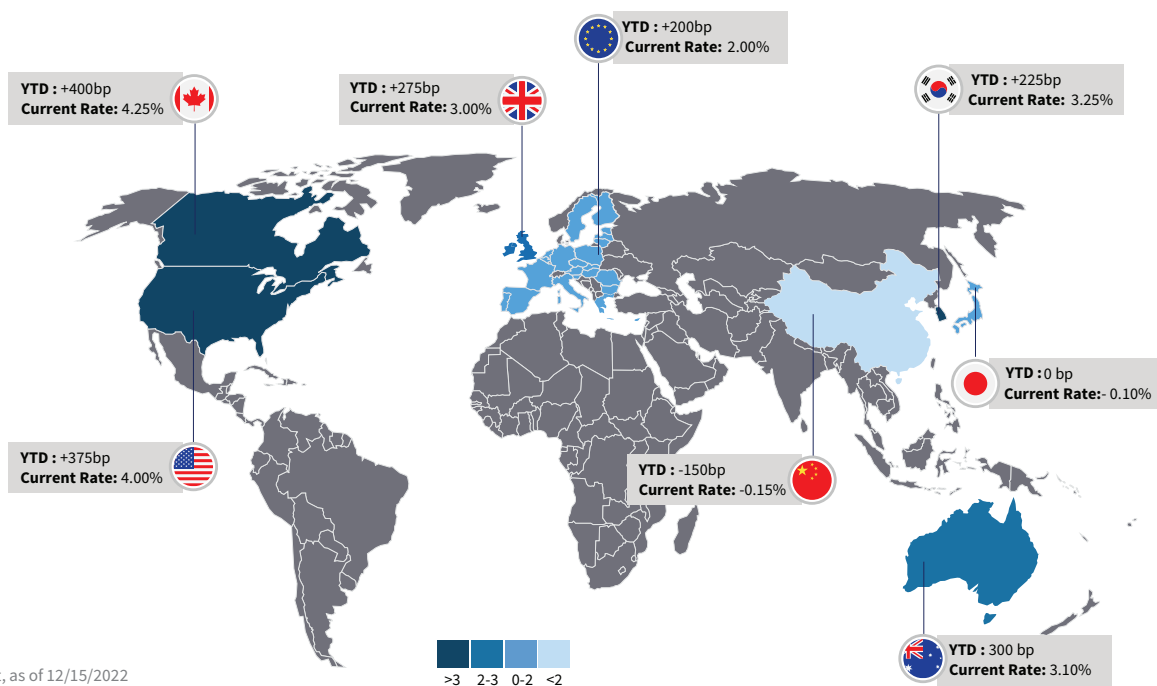 YTD : +200bp
Current Rate: 2.00%
YTD : +400bp
Current Rate: 4.25%
YTD : +275bp
Current Rate: 3.00%
YTD : +225bp
Current Rate: 3.25%
YTD : 0 bp
Current Rate:- 0.10%
YTD : +375bp
Current Rate: 4.00%
YTD : -150bp
Current Rate: -0.15%
YTD : 300 bp
Current Rate: 3.10%
>3 2-3 0-2 <2
, as of 12/15/2022